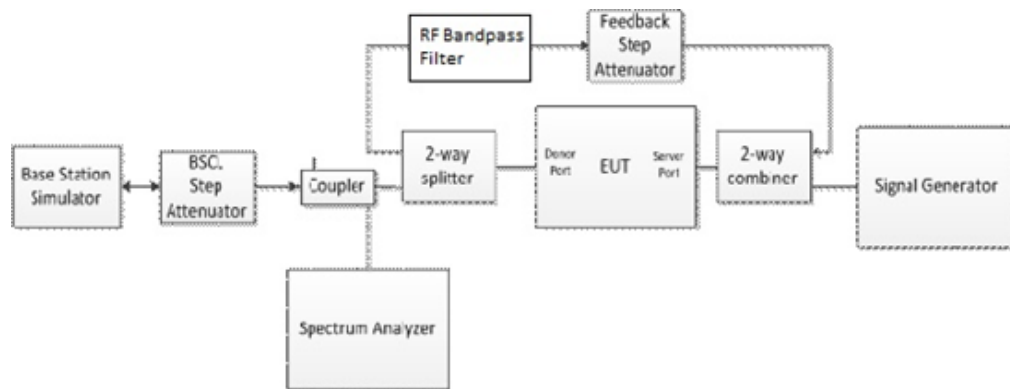 RF Bandpass
Filter
Feedback
Step
Attenuator
Base Station
Simulator
BSCL
Step
Attenuator
Coupler
2-way
splitter
Donor
Port
EUT
Server
Port
2-way
combiner
Signal Generator
Spectrum Analyzer